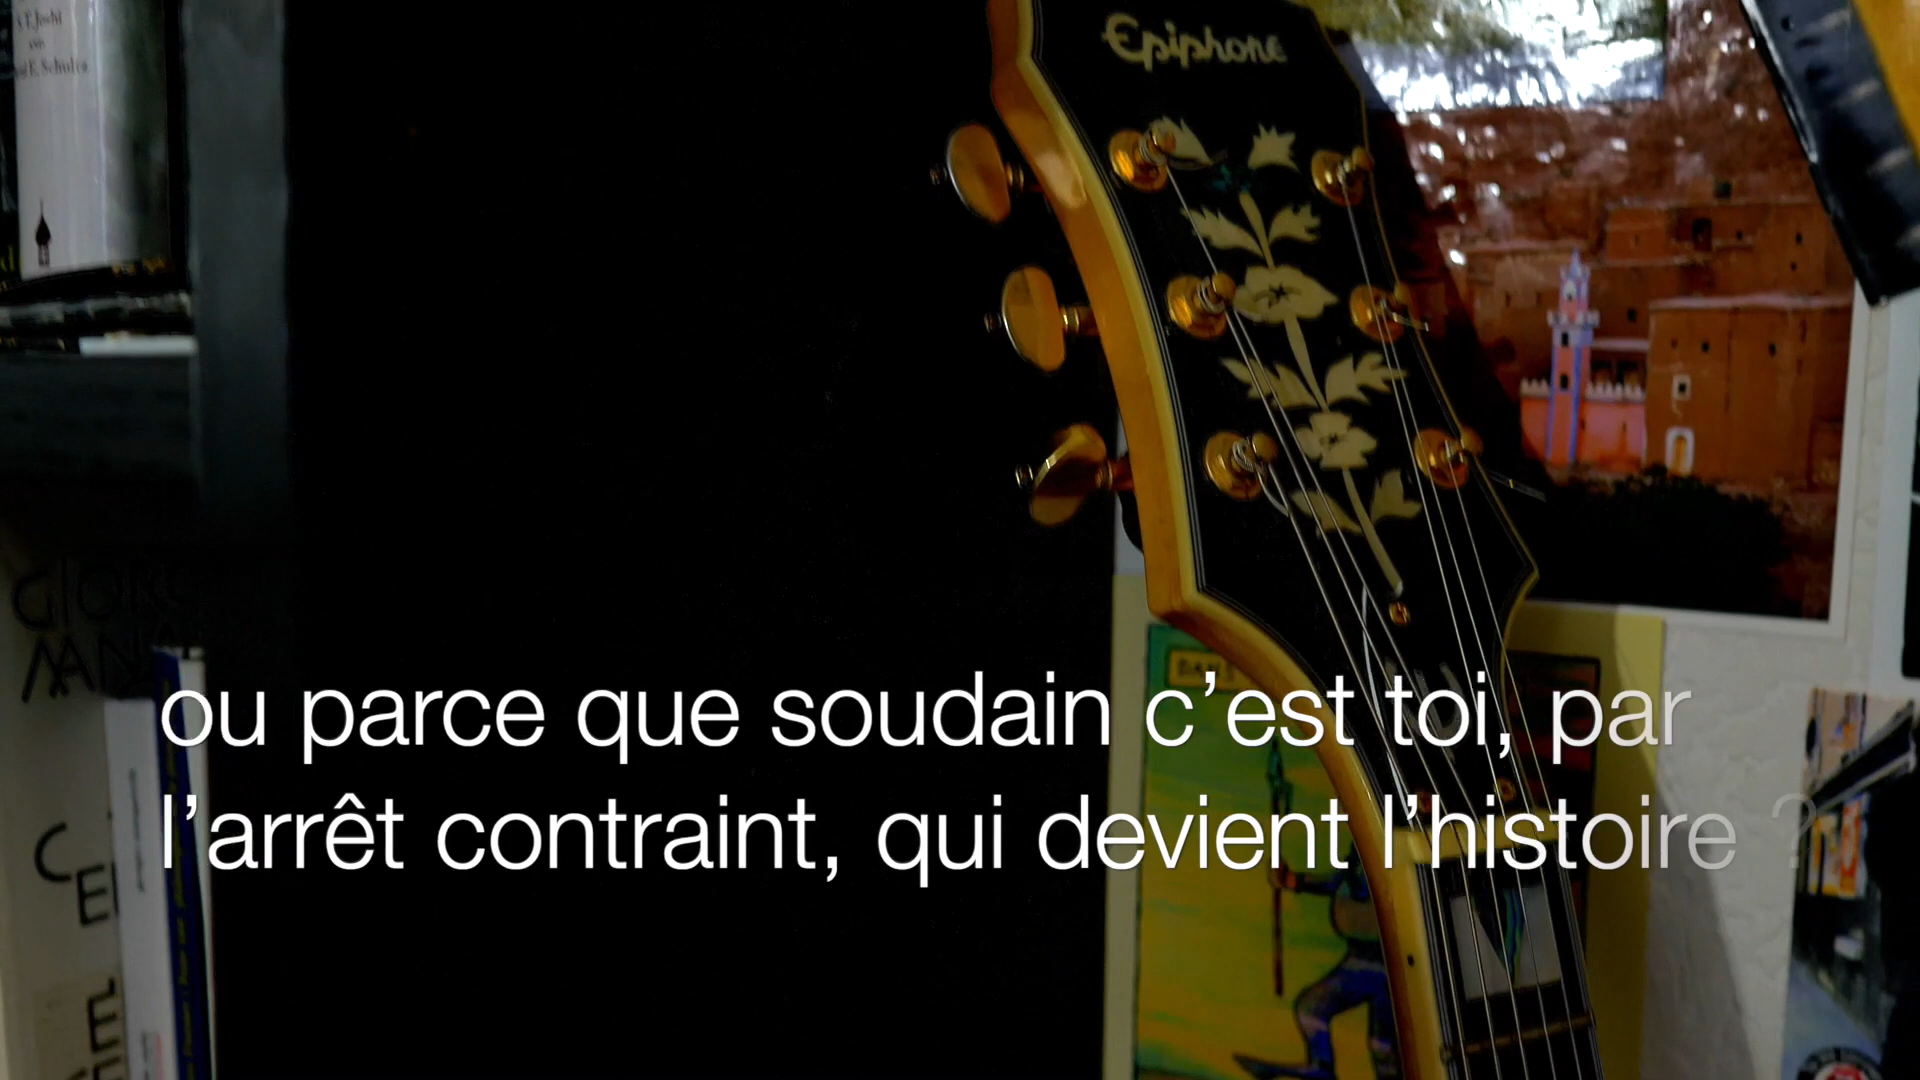 Epiphone
ou parce que soudain c’est toi, par
l’arrêt contraint, qui devient l’histoire ?